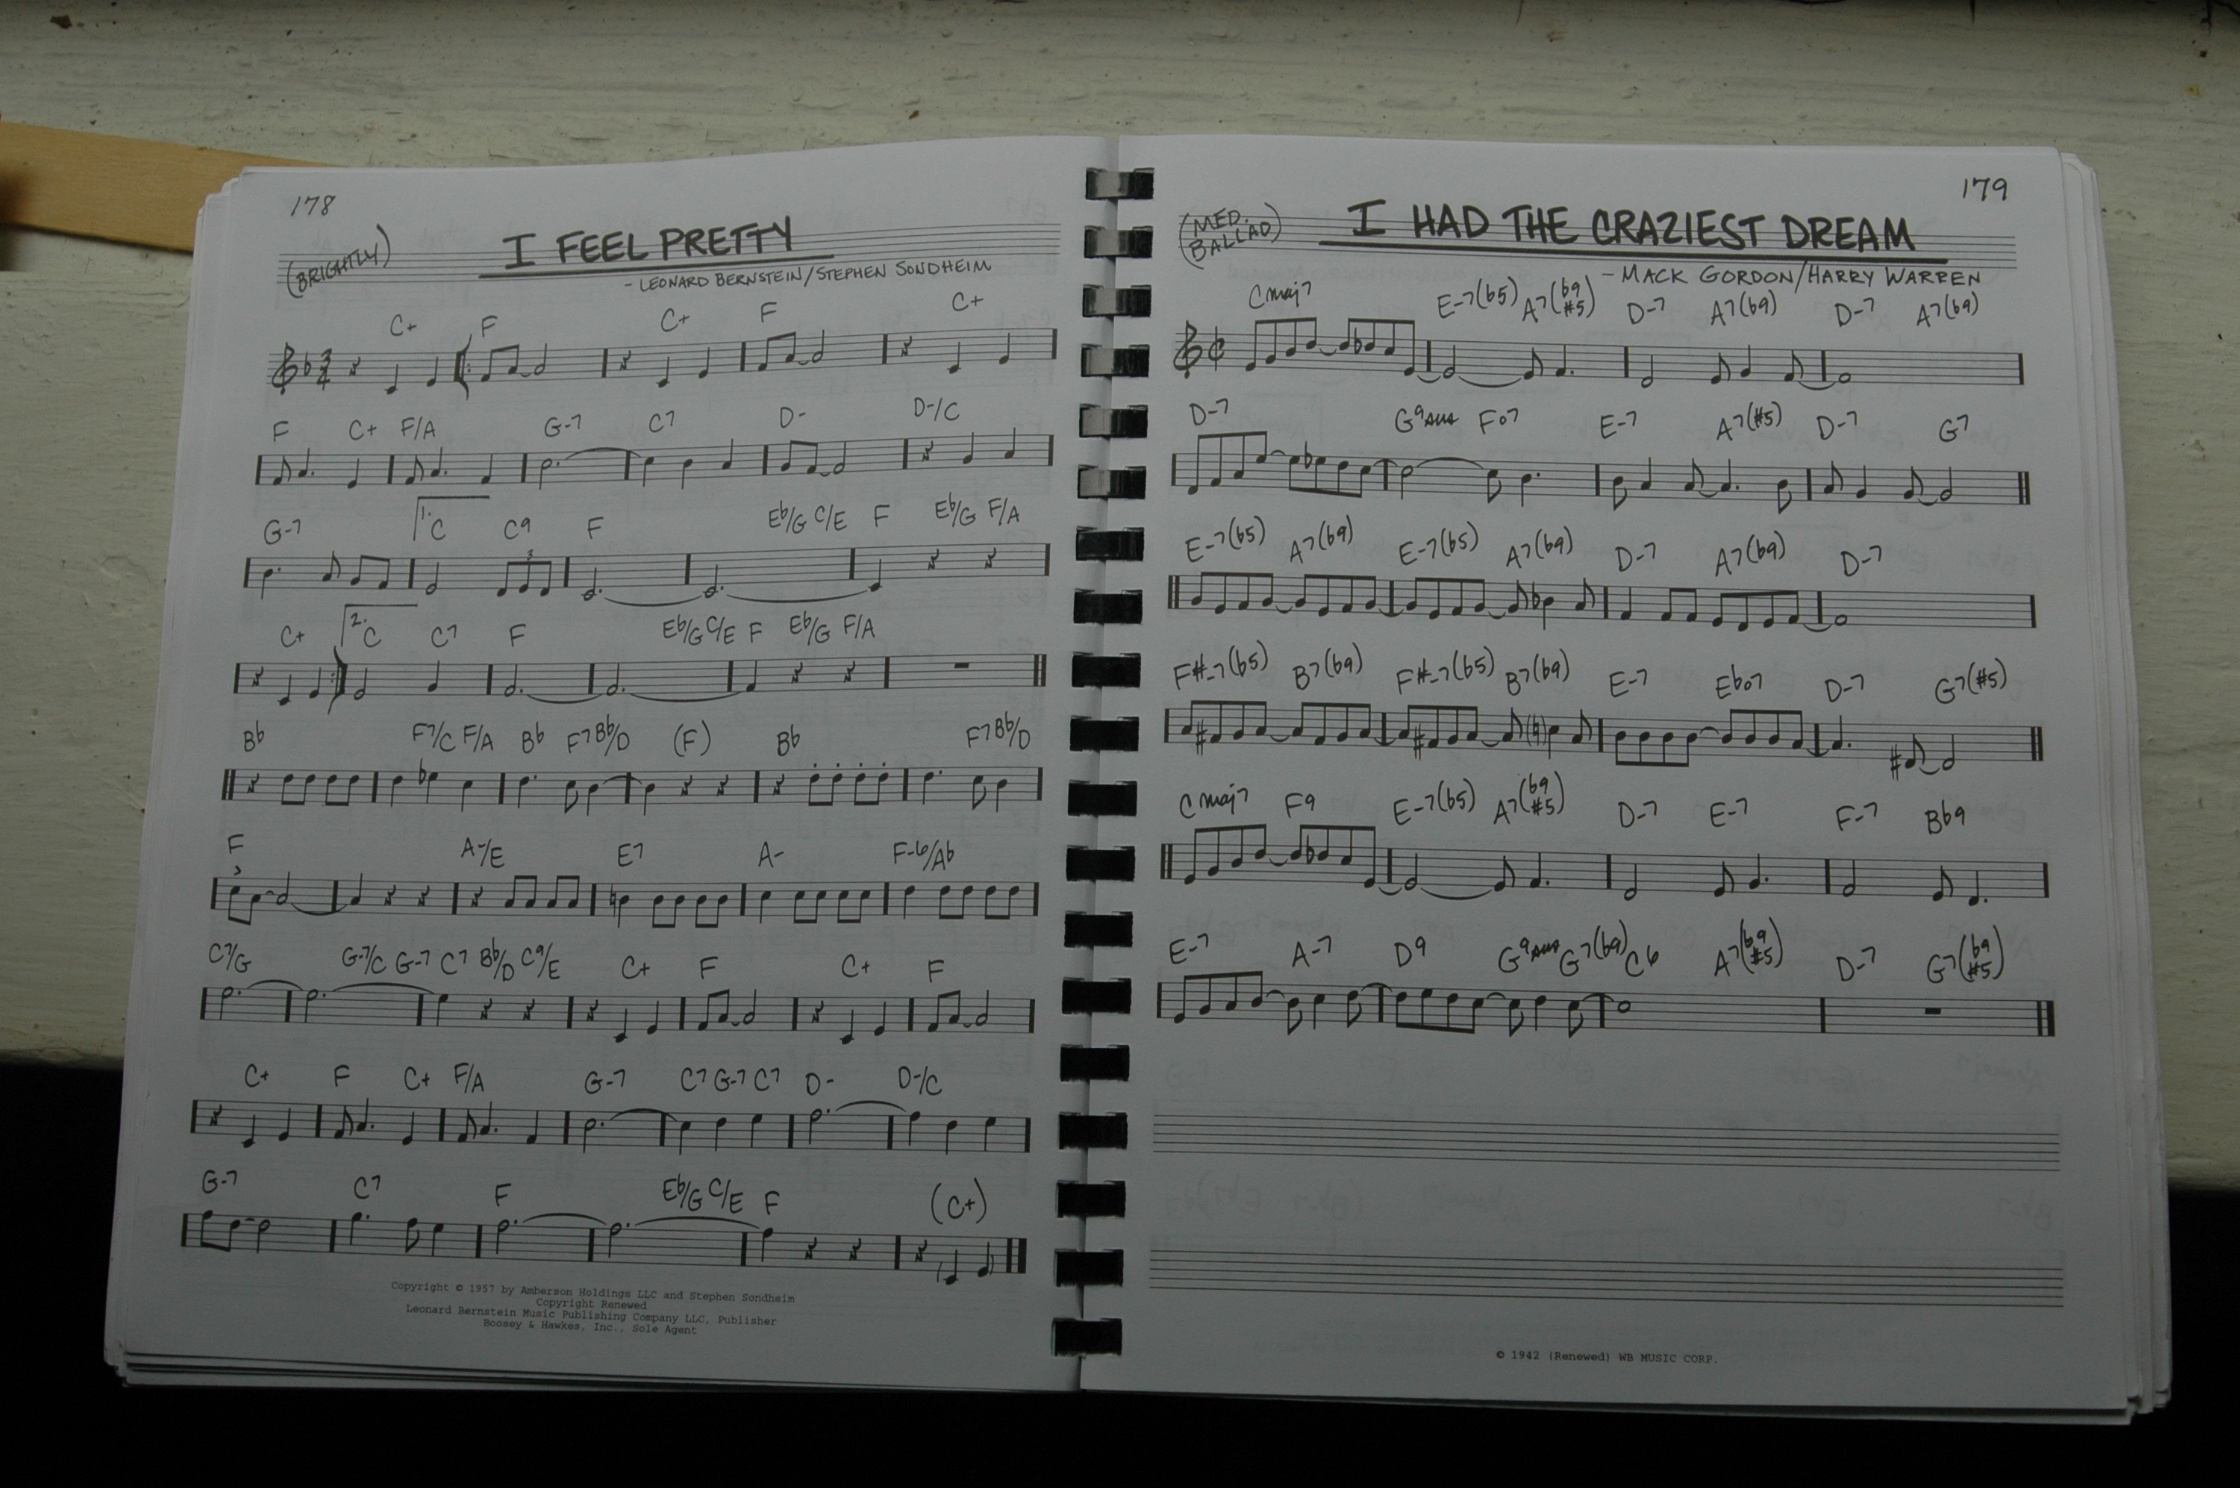 178
(BRIGHTLY)
I FEEL PRETTY
- LEONARD BERNSTEIN/STEPHEN SONDHEIM
C+ F C+ F C+
F C+ F/A G-7 C7 D- D-/C
G-7 1. C C9 F Eb/G C/E F Eb/G F/A
3
C+ 2. C C7 F Eb/G C/E F Eb/G F/A
Bb F7/C F/A Bb F7 Bb/D (F) Bb F7 Bb/D
F A-/E E7 A- F-6/Ab
C7/G G-7/C G-7 C7 Bb/D C9/E C+ F C+ F
C+ F C+ F/A G-7 C7 G-7 C7 D- D-/C
G-7 C7 F Eb/G C/E F (C+)
Copyright © 1957 by Amberson Holdings LLC and Stephen Sondheim
Copyright Renewed
Leonard Bernstein Music Publishing Company LLC, Publisher
Boosey & Hawkes, Inc., Sole Agent
179
(MED. BALLAD)
I HAD THE CRAZIEST DREAM
- MACK GORDON/HARRY WARREN
Cmaj7 E-7(b5) A7(b9 #5) D-7 A7(b9) D-7 A7(b9)
D-7 G9sus F°7 E-7 A7(#5) D-7 G7
E-7(b5) A7(b9) E-7(b5) A7(b9) D-7 A7(b9) D-7
F#-7(b5) B7(b9) F#-7(b5) B7(b9) E-7 Eb°7 D-7 G7(#5)
Cmaj7 F9 E-7(b5) A7(b9 #5) D-7 E-7 F-7 Bb9
E-7 A-7 D9 G9sus G7(b9) C6 A7(b9 #5) D-7 G7(b9 #5)
© 1942 (Renewed) WB MUSIC CORP.